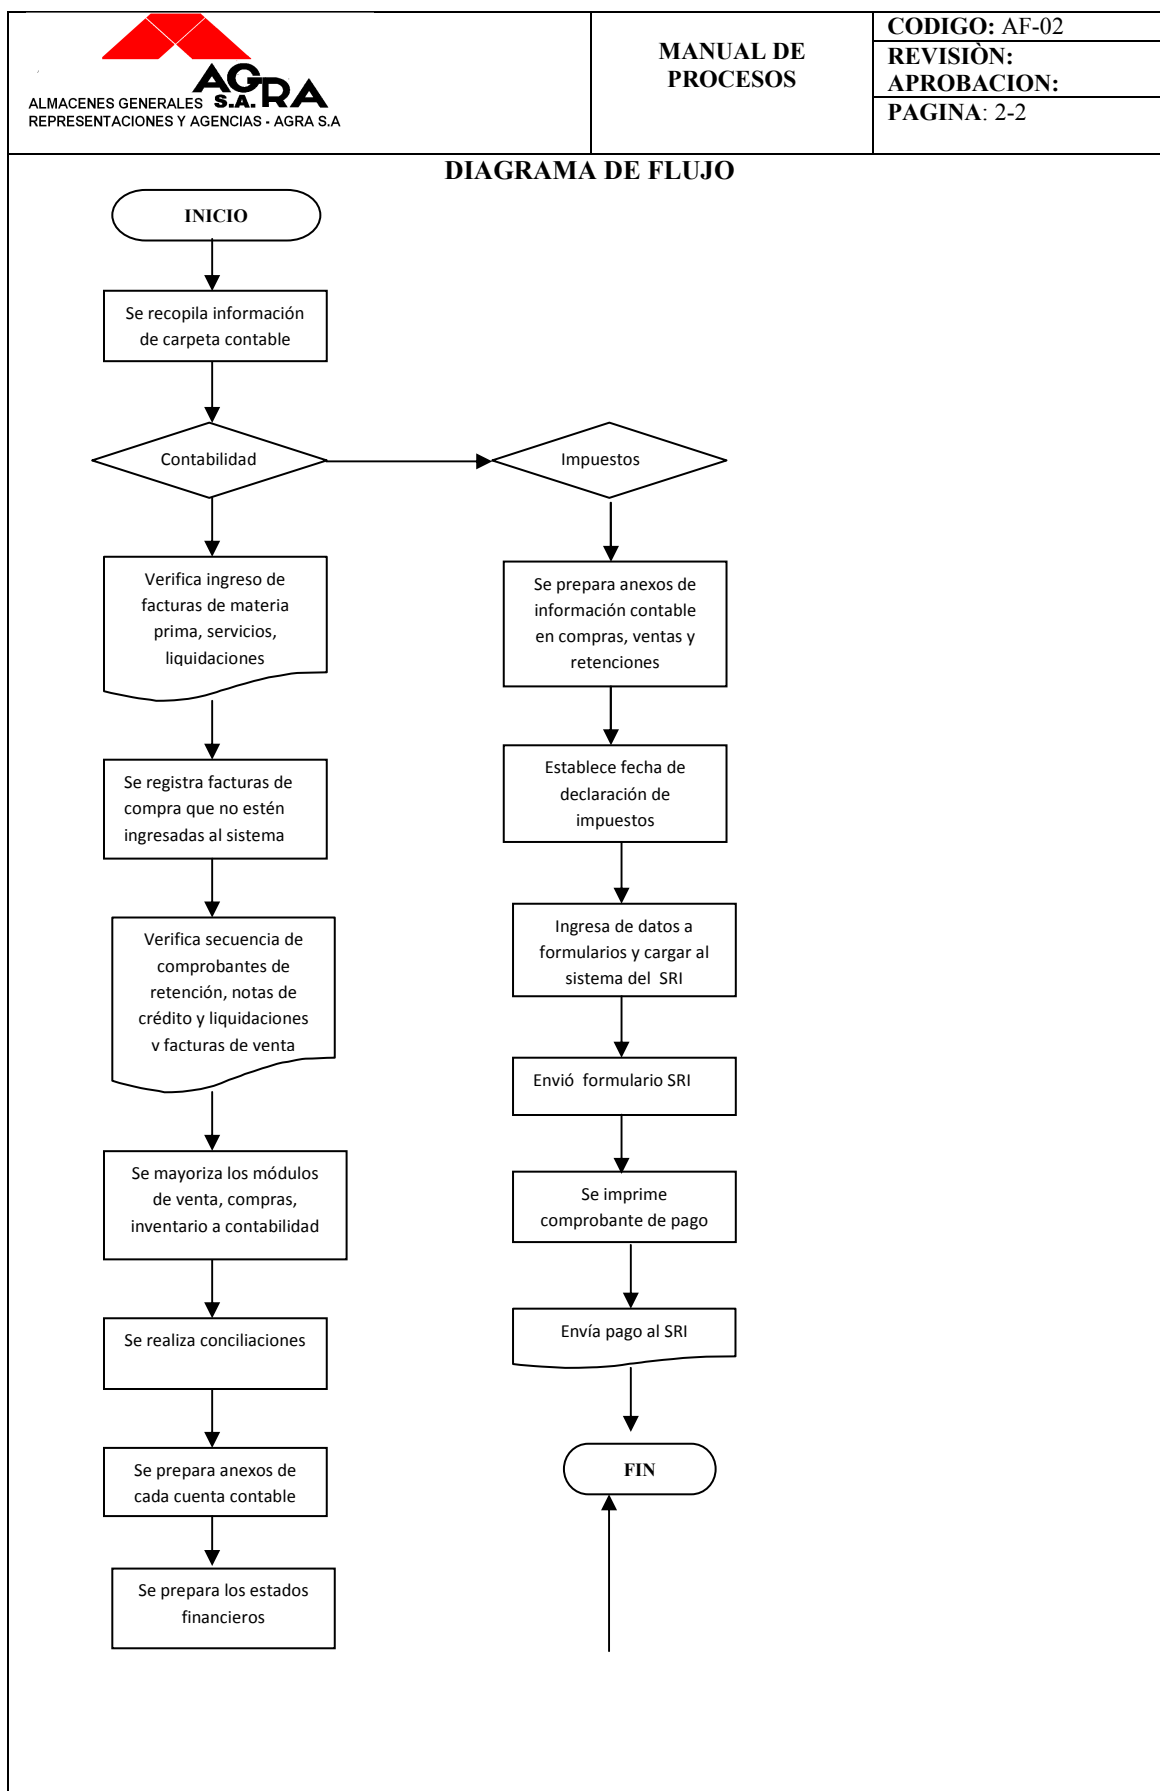 AGRA
S.A.
ALMACENES GENERALES
REPRESENTACIONES Y AGENCIAS - AGRA S.A
MANUAL DE
PROCESOS
CODIGO: AF-02
REVISIÒN:
APROBACION:
PAGINA: 2-2
DIAGRAMA DE FLUJO
INICIO
Se recopila información
de carpeta contable
Contabilidad
Impuestos
Verifica ingreso de
facturas de materia
prima, servicios,
liquidaciones
Se registra facturas de
compra que no estén
ingresadas al sistema
Verifica secuencia de
comprobantes de
retención, notas de
crédito y liquidaciones
y facturas de venta
Se mayoriza los módulos
de venta, compras,
inventario a contabilidad
Se realiza conciliaciones
Se prepara anexos de
cada cuenta contable
Se prepara los estados
financieros
Se prepara anexos de
información contable
en compras, ventas y
retenciones
Establece fecha de
declaración de
impuestos
Ingresa de datos a
formularios y cargar al
sistema del  SRI
Envió  formulario SRI
Se imprime
comprobante de pago
Envía pago al SRI
FIN